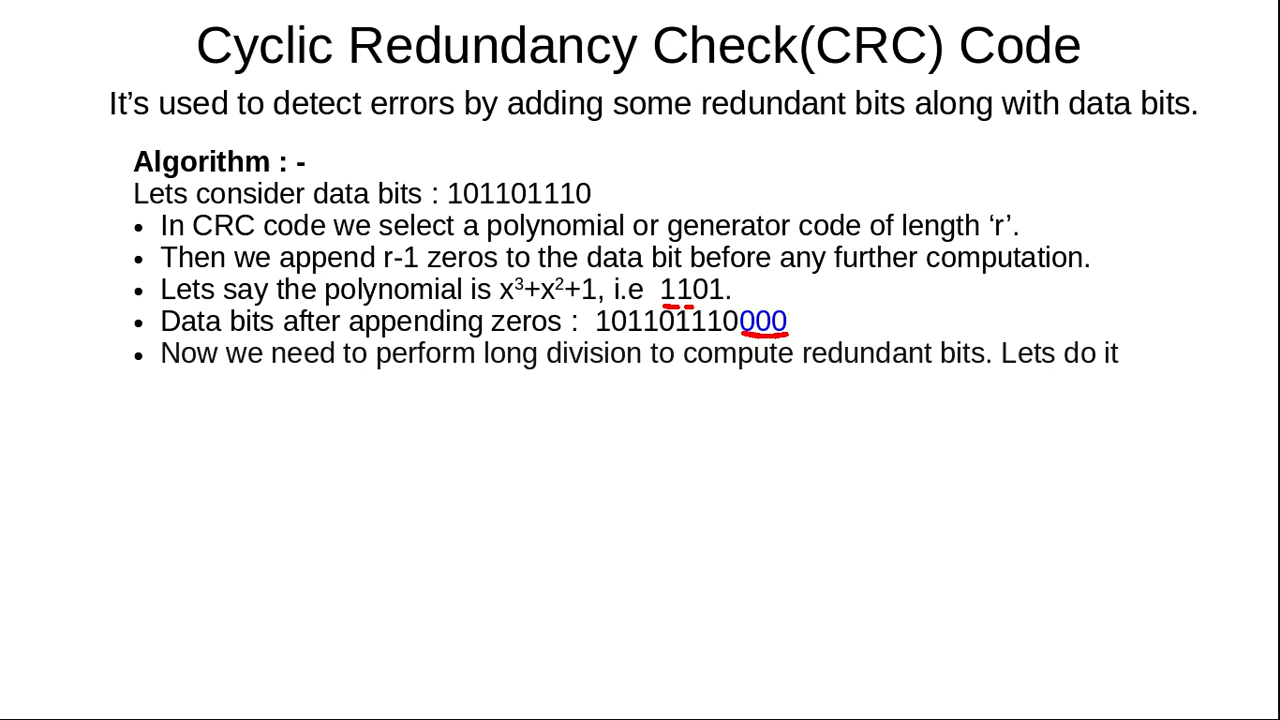 Cyclic Redundancy Check(CRC) Code
It’s used to detect errors by adding some redundant bits along with data bits.
Algorithm : -
Lets consider data bits : 101101110
• In CRC code we select a polynomial or generator code of length ‘r’.
• Then we append r-1 zeros to the data bit before any further computation.
• Lets say the polynomial is x³+x²+1, i.e 1101.
• Data bits after appending zeros : 101101110000
• Now we need to perform long division to compute redundant bits. Lets do it